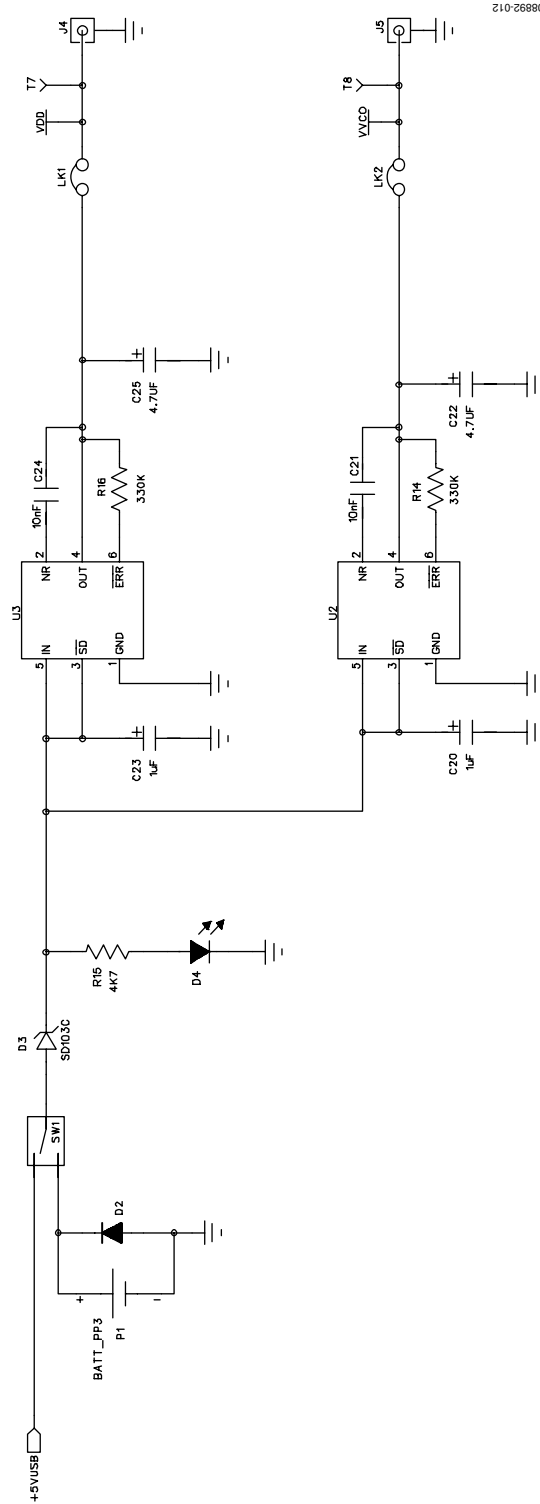 08892-012
J4
T7
VDD
LK1
C25
4.7UF
C24
10nF
R16
330K
2
4
6
NR
OUT
ERR
U3
IN
SD
GND
5
3
1
C23
1uF
J5
T8
VVCO
LK2
C22
4.7UF
C21
10nF
R14
330K
2
4
6
NR
OUT
ERR
U2
IN
SD
GND
5
3
1
C20
1uF
R15
4K7
D4
D3
SD103C
SW1
D2
+
-
BATT_PP3
P1
+5VUSB